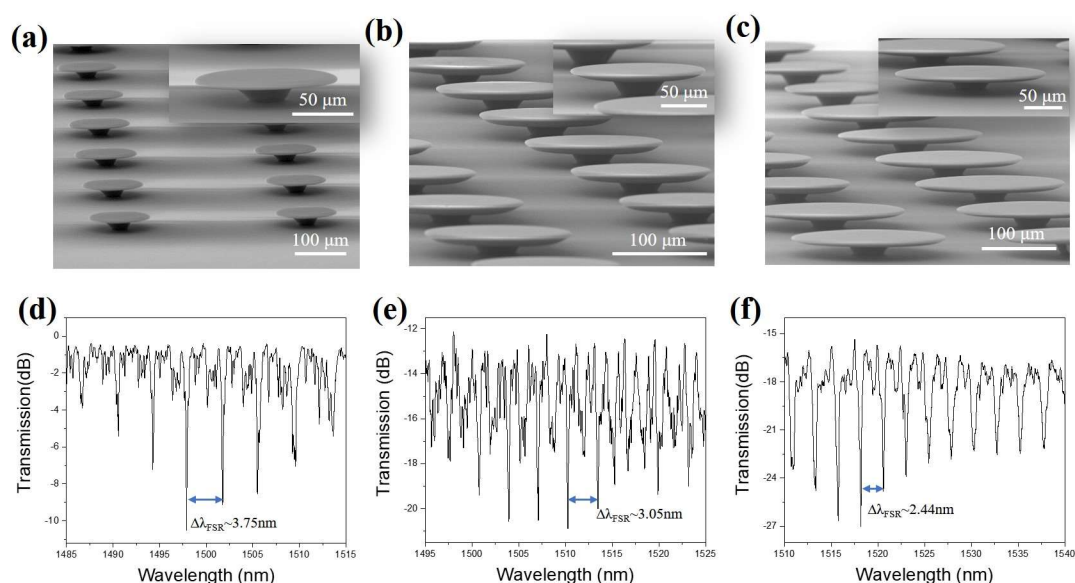 (a)
50 μm
100 μm
(b)
50 μm
100 μm
(c)
50 μm
100 μm
(d)
Transmission(dB)
0
-2
-4
-6
-8
-10
ΔλFSR~3.75nm
1485 1490 1495 1500 1505 1510 1515
Wavelength (nm)
(e)
Transmission (dB)
-12
-14
-16
-18
-20
ΔλFSR~3.05nm
1495 1500 1505 1510 1515 1520 1525
Wavelength (nm)
(f)
Transmission(dB)
-15
-18
-21
-24
-27
ΔλFSR~2.44nm
1510 1515 1520 1525 1530 1535 1540
Wavelength (nm)